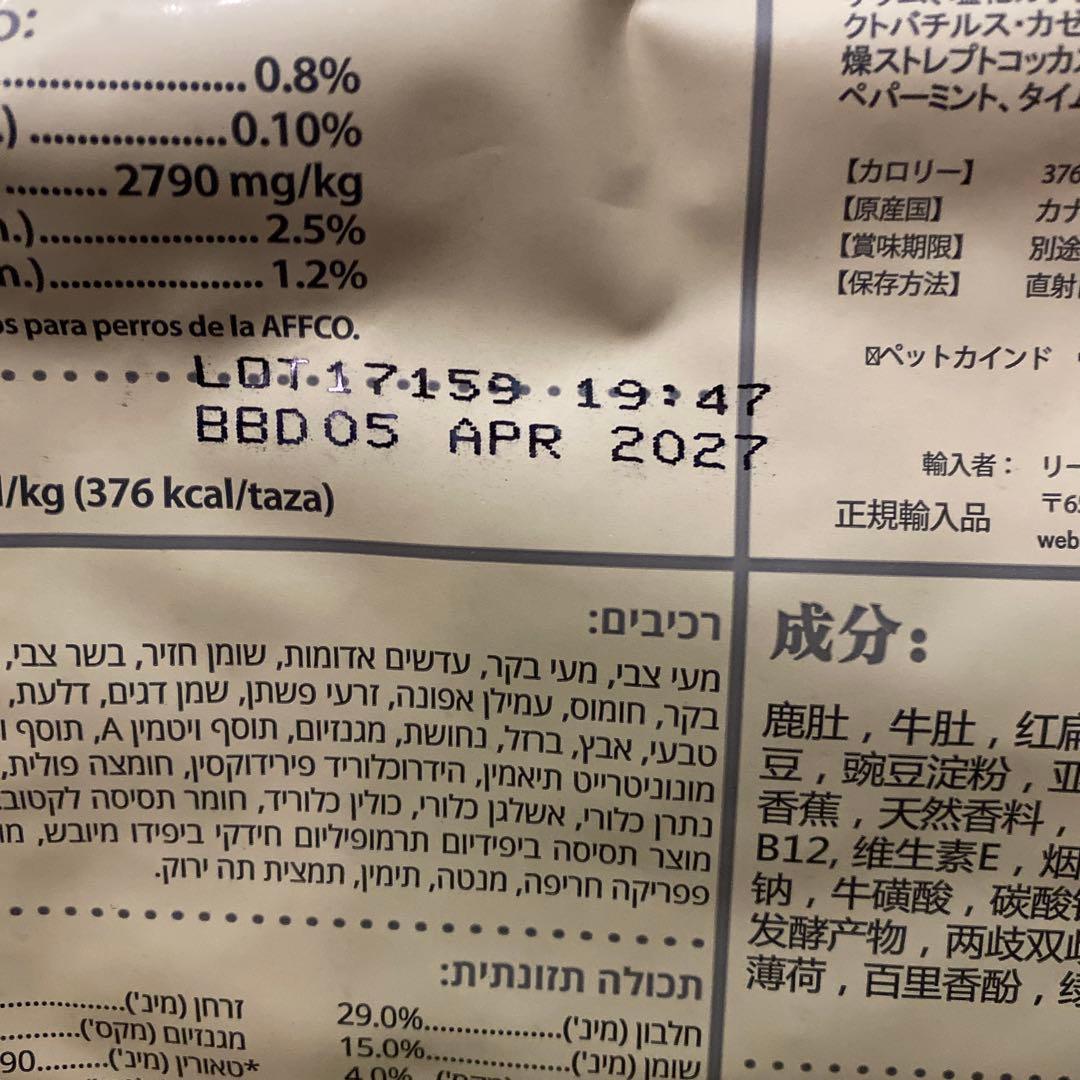 0.8%
0.10%
2790 mg/kg
2.5%
1.2%
para perros de la AFFCO.
LOT 17159 19:47
BBD 05 APR 2027
/kg (376 kcal/taza)
クトバチルス・カゼ
燥ストレプトコッカ
ペパーミント、タイム
【カロリー】 376
【原産国】 カナ
【賞味期限】 別途
【保存方法】 直射
ペットカインド
輸入者： リー
正規輸入品 〒65
web
רכיבים:
מעי צבי, מעי בקר, עדשים אדומות, שומן חזיר, בשר צבי,
בקר, חומוס, עמילן אפונה, זרעי פשתן, שמן דגים, דלעת,
טבעי, אבץ, ברזל, נחושת, מגנזיום, תוסף ויטמין A, תוסף ו
מונוניטרייט תיאמין, הידרוכלוריד פירידוקסין, חומצה פולית,
נתרן כלורי, אשלגן כלורי, כולין כלוריד, חומר תסיסה לקטוב
מוצר תסיסה ביפידיום תרמופיליום חידקי ביפידו מיובש, מו
פפריקה חריפה, מנטה, תימין, תמצית תה ירוק.
תכולה תזונתית:
חלבון (מינ')..................29.0%
שומן (מינ')..................15.0%
4.0%
זרחן (מינ')
מגנזיום (מקס')
*טאורין (מינ')..........90
成分：
鹿肚，牛肚，红扁
豆，豌豆淀粉，亚
香蕉，天然香料，
B12, 维生素E，烟
钠，牛磺酸，碳酸
发酵产物，两歧双歧
薄荷，百里香酚，绿